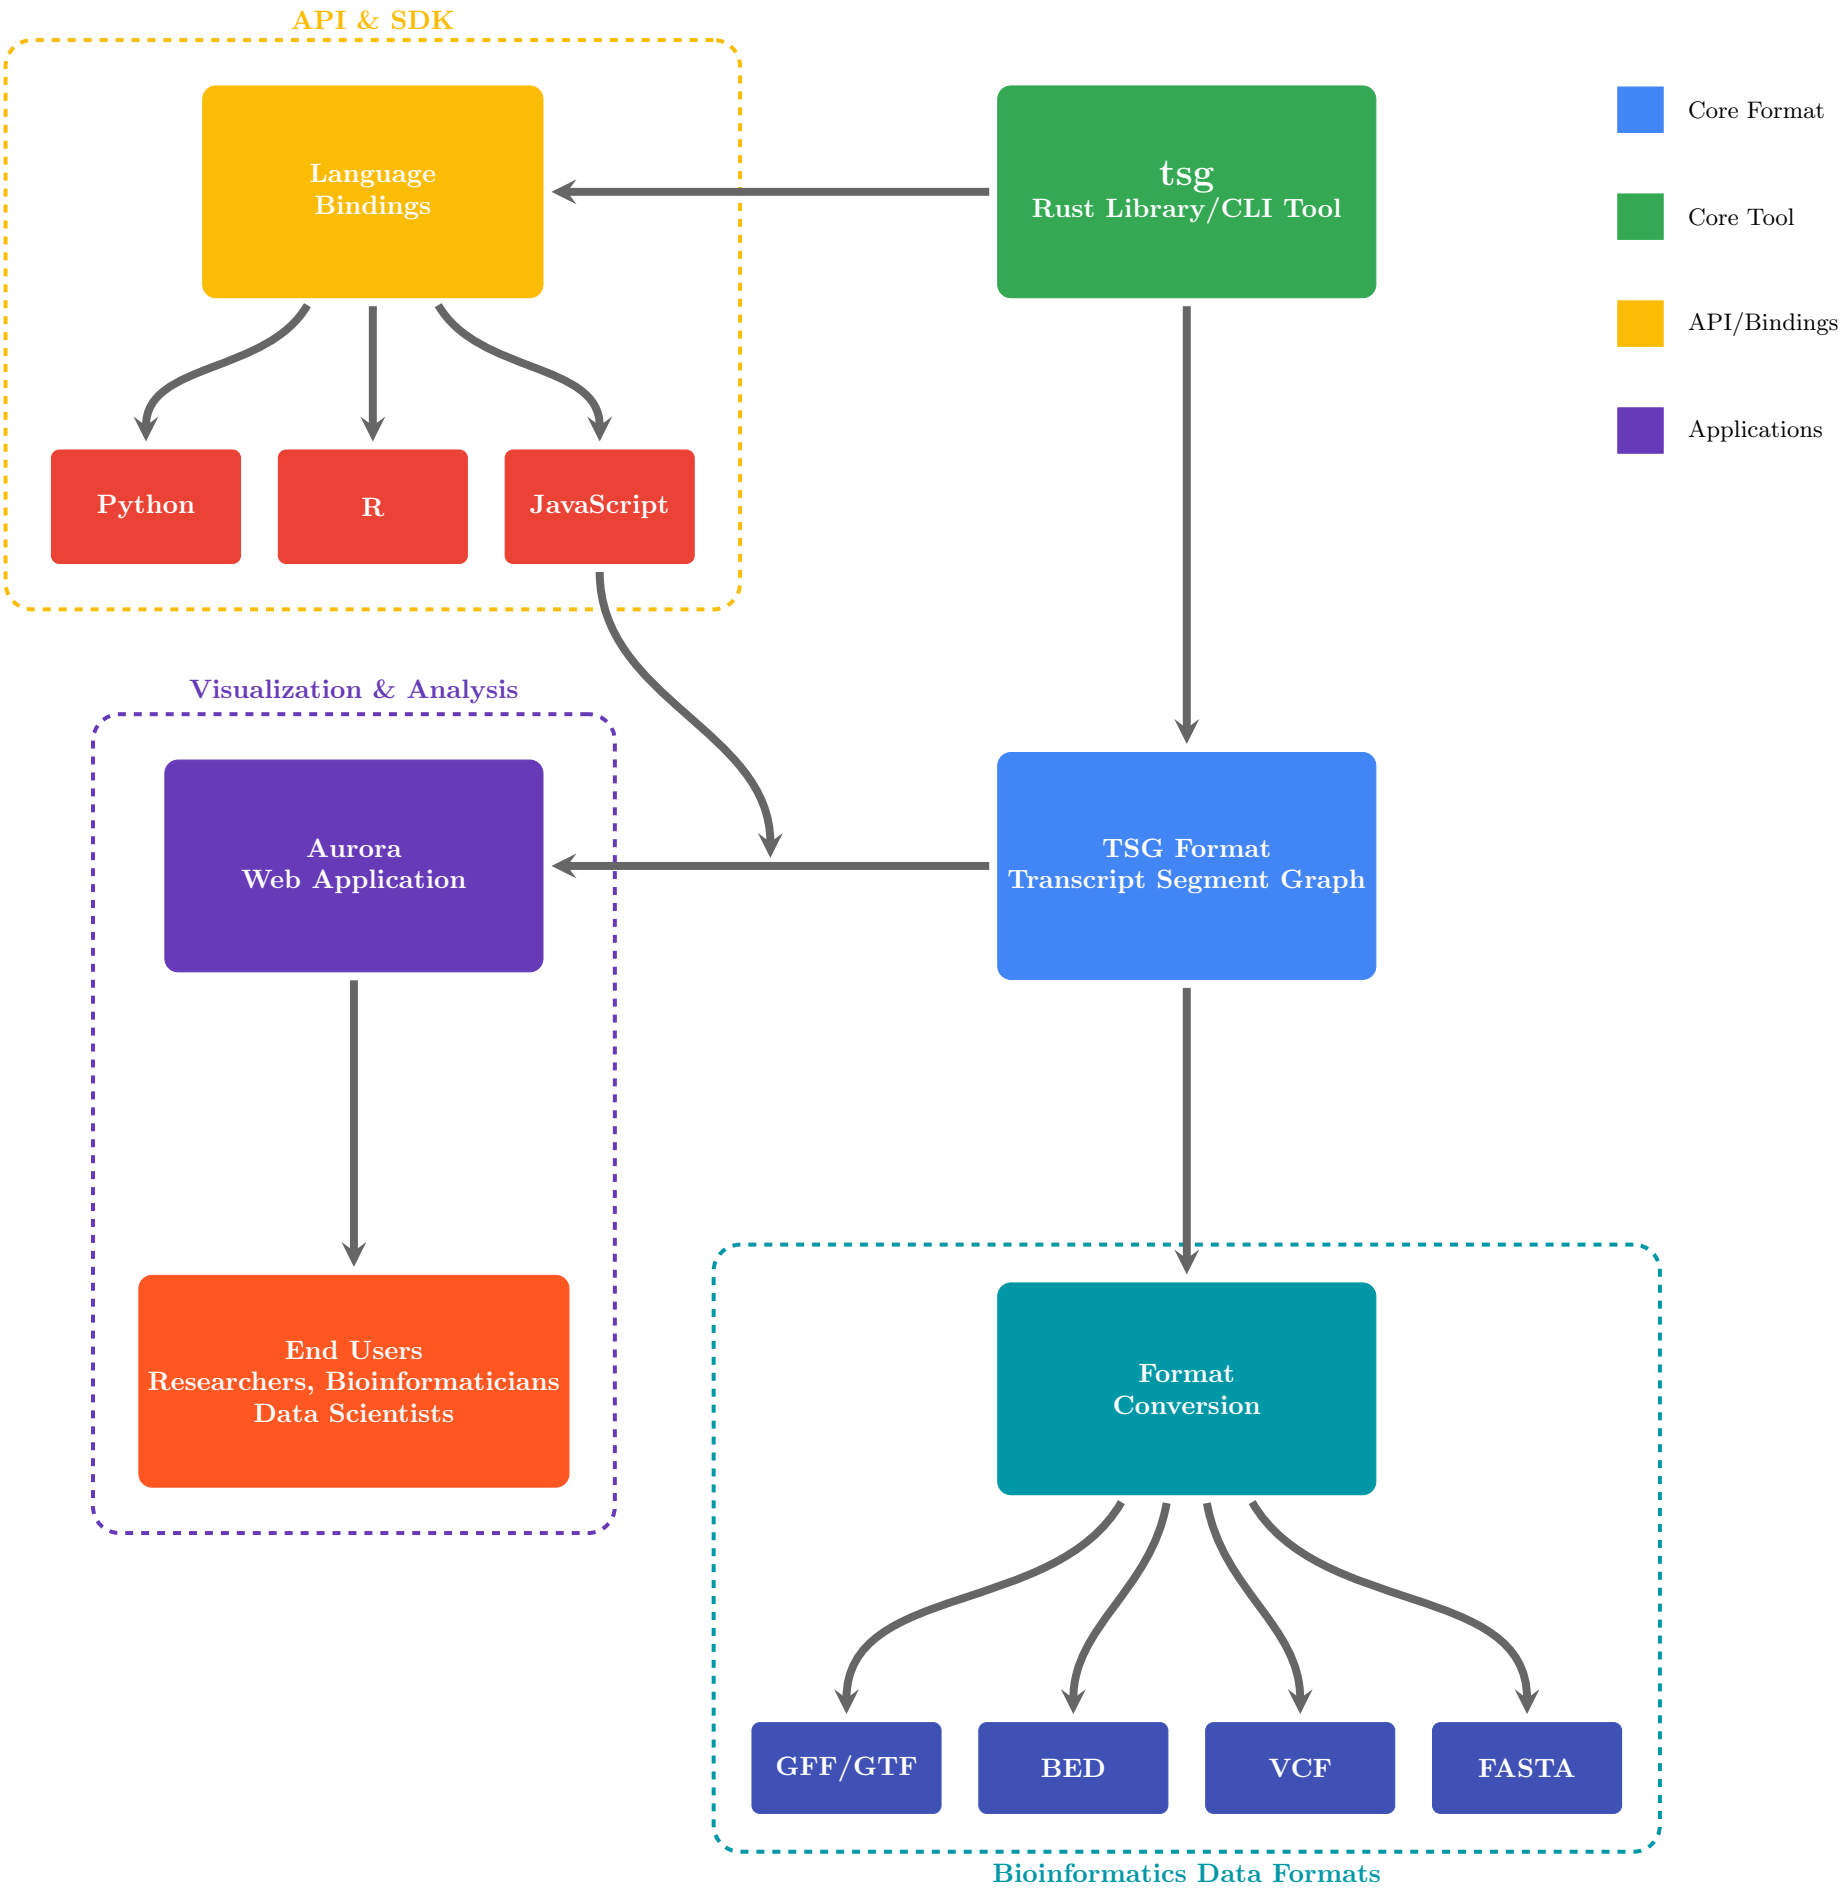 API & SDK
Language
Bindings
tsg
Rust Library/CLI Tool
Core Format
Core Tool
API/Bindings
Applications
Python
R
JavaScript
Visualization & Analysis
Aurora
Web Application
TSG Format
Transcript Segment Graph
End Users
Researchers, Bioinformaticians
Data Scientists
Format
Conversion
GFF/GTF
BED
VCF
FASTA
Bioinformatics Data Formats